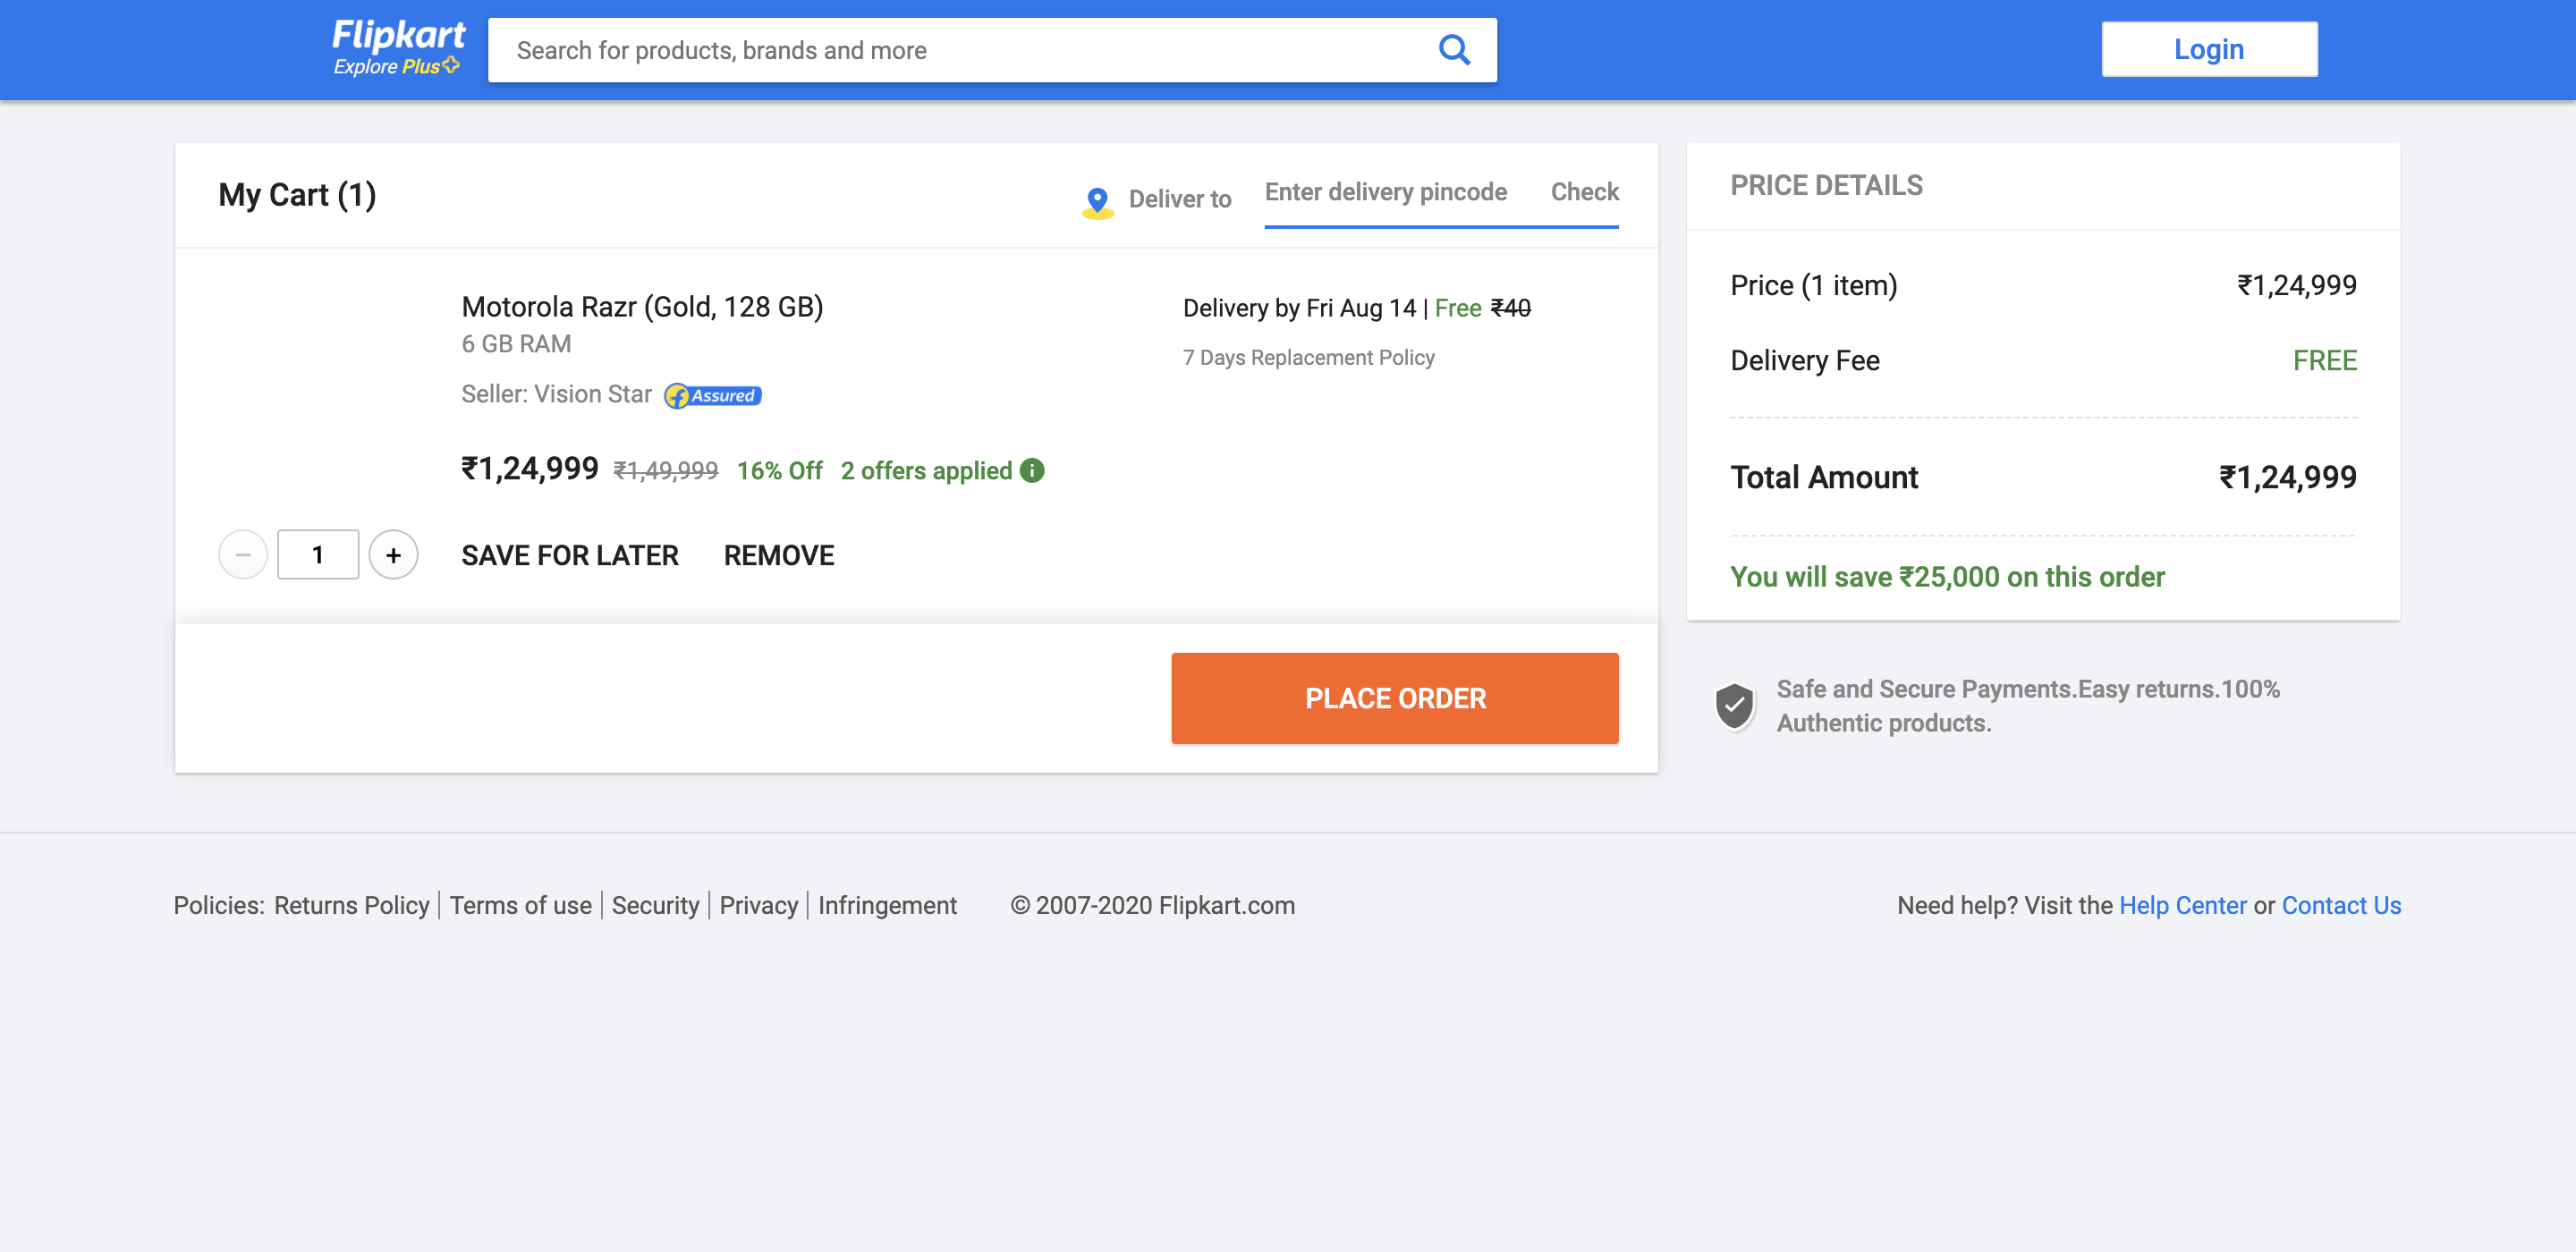 Flipkart
Explore Plus
Search for products, brands and more
Login
My Cart (1)
Deliver to
Enter delivery pincode
Check
Motorola Razr (Gold, 128 GB)
6 GB RAM
Seller: Vision Star
f Assured
₹1,24,999 ₹1,49,999 16% Off 2 offers applied i
Delivery by Fri Aug 14 | Free ₹40
7 Days Replacement Policy
− 1 +
SAVE FOR LATER
REMOVE
PLACE ORDER
PRICE DETAILS
Price (1 item) ₹1,24,999
Delivery Fee FREE
Total Amount ₹1,24,999
You will save ₹25,000 on this order
Safe and Secure Payments.Easy returns.100%
Authentic products.
Policies: Returns Policy | Terms of use | Security | Privacy | Infringement © 2007-2020 Flipkart.com
Need help? Visit the Help Center or Contact Us